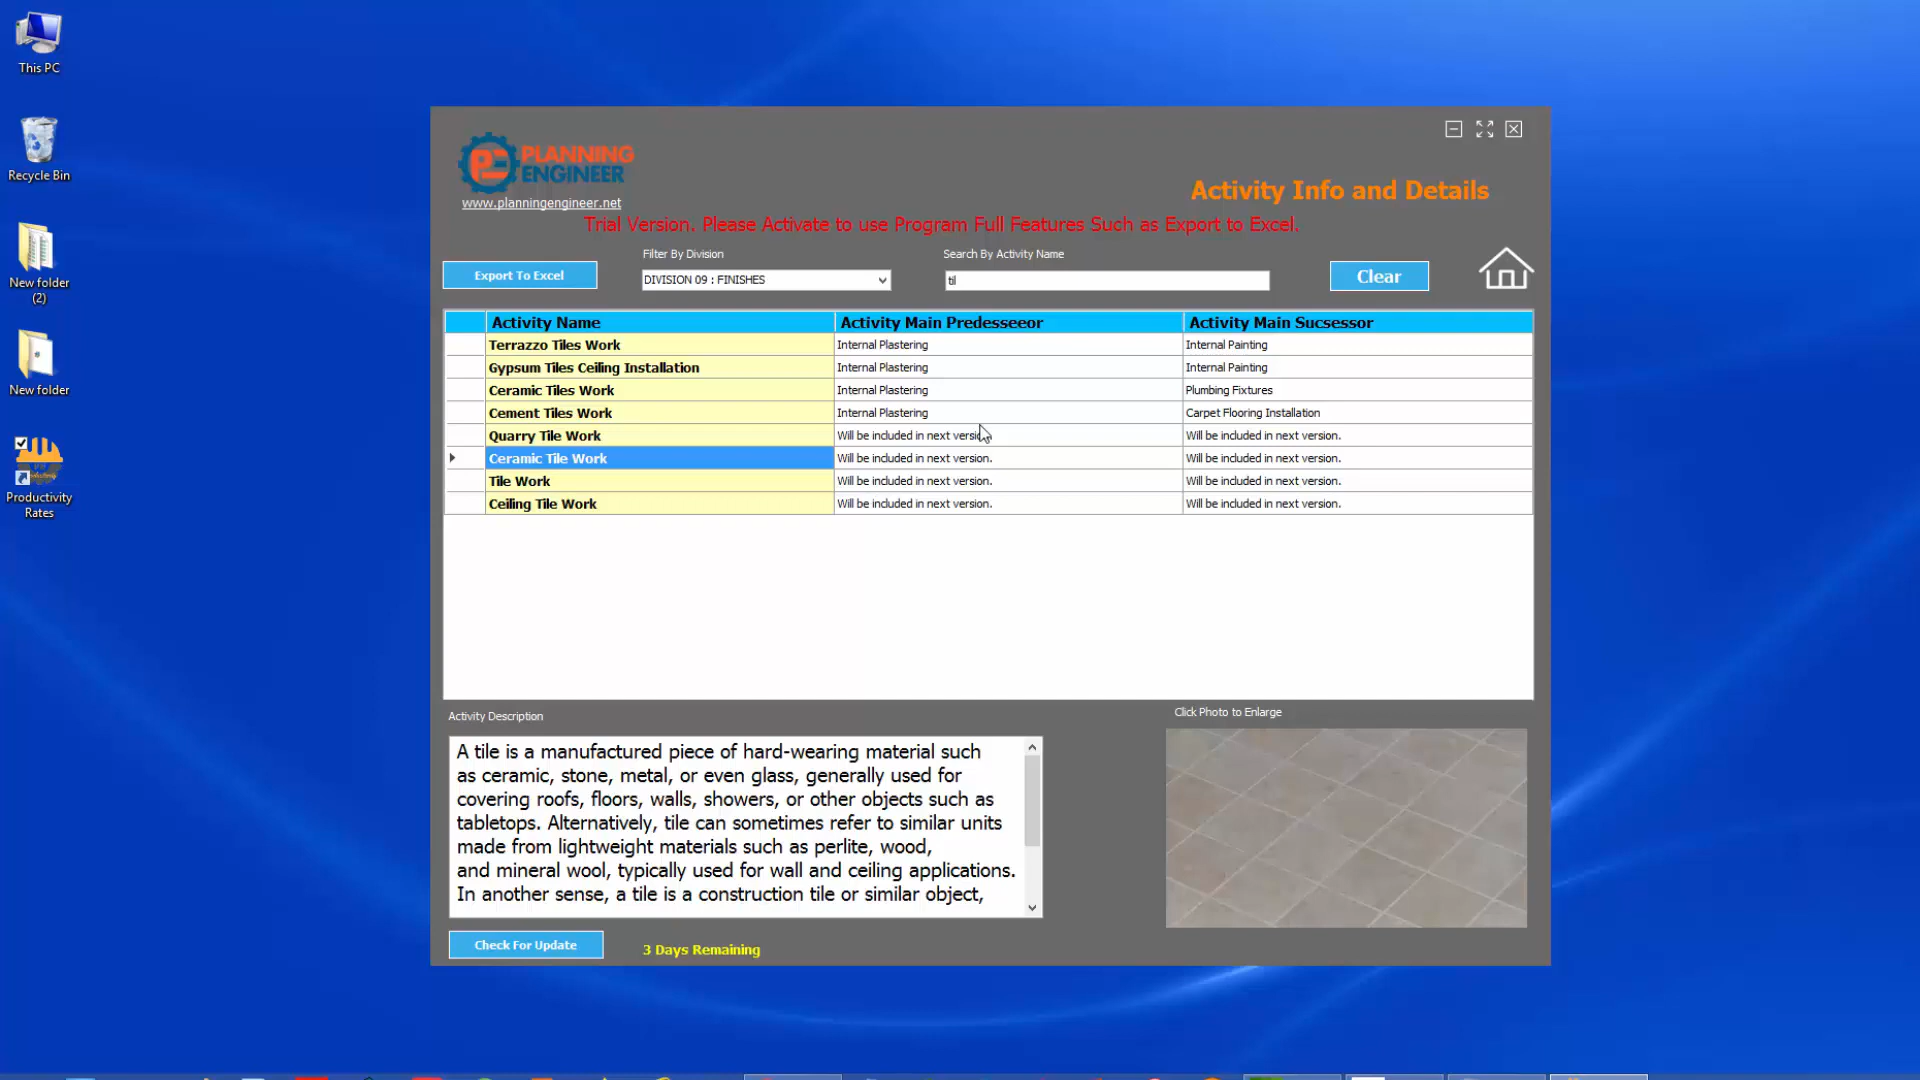 This PC
Recycle Bin
New folder
(2)
New folder
Productivity
Rates
PLANNING
ENGINEER
www.planningengineer.net
Activity Info and Details
Trial Version. Please Activate to use Program Full Features Such as Export to Excel.
Filter By Division
Search By Activity Name
Export To Excel
DIVISION 09 : FINISHES
til
Clear
Activity Name Activity Main Predesseeor Activity Main Sucsessor
Terrazzo Tiles Work Internal Plastering Internal Painting
Gypsum Tiles Ceiling Installation Internal Plastering Internal Painting
Ceramic Tiles Work Internal Plastering Plumbing Fixtures
Cement Tiles Work Internal Plastering Carpet Flooring Installation
Quarry Tile Work Will be included in next version. Will be included in next version.
Ceramic Tile Work Will be included in next version. Will be included in next version.
Tile Work Will be included in next version. Will be included in next version.
Ceiling Tile Work Will be included in next version. Will be included in next version.
Activity Description
Click Photo to Enlarge
A tile is a manufactured piece of hard-wearing material such
as ceramic, stone, metal, or even glass, generally used for
covering roofs, floors, walls, showers, or other objects such as
tabletops. Alternatively, tile can sometimes refer to similar units
made from lightweight materials such as perlite, wood,
and mineral wool, typically used for wall and ceiling applications.
In another sense, a tile is a construction tile or similar object,
Check For Update
3 Days Remaining